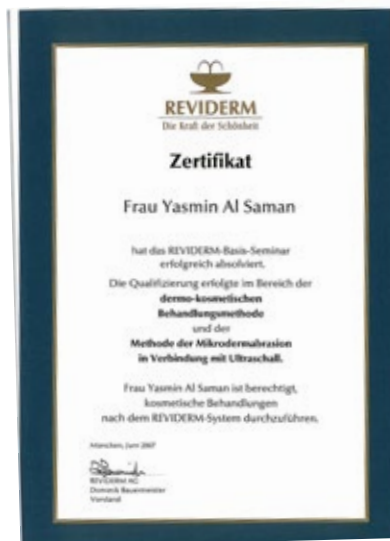 REVIDERM
Die Kraft der Schönheit
Zertifikat
Frau Yasmin Al Saman
hat das REVIDERM-Basis-Seminar
erfolgreich absolviert.
Die Qualifizierung erfolgte im Bereich der
dermo-kosmetischen
Behandlungsmethode
und der
Methode der Mikrodermabrasion
in Verbindung mit Ultraschall.
Frau Yasmin Al Saman ist berechtigt,
kosmetische Behandlungen
nach dem REVIDERM-System durchzuführen.
München, Juni 2007
REVIDERM AG
Dominik Bauermeister
Vorstand